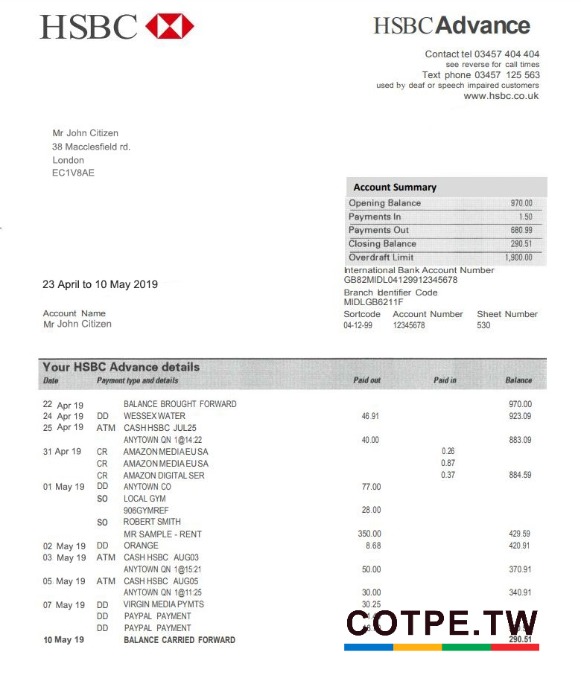 HSBC
HSBC Advance
Contact tel 03457 404 404
see reverse for call times
Text phone 03457 125 563
used by deaf or speech impaired customers
www.hsbc.co.uk
Mr John Citizen
38 Macclesfield rd.
London
EC1V8AE
Account Summary
Opening Balance 970.00
Payments In 1.50
Payments Out 680.99
Closing Balance 290.51
Overdraft Limit 1,900.00
International Bank Account Number
GB82MIDL04129912345678
Branch Identifier Code
MIDLGB6211F
Sortcode Account Number Sheet Number
04-12-99 12345678 530
23 April to 10 May 2019
Account Name
Mr John Citizen
Your HSBC Advance details
Date Payment type and details Paid out Paid in Balance
22 Apr 19 BALANCE BROUGHT FORWARD 970.00
24 Apr 19 DD WESSEX WATER 46.91 923.09
25 Apr 19 ATM CASH HSBC JUL25
ANYTOWN QN 1@14:22 40.00 883.09
31 Apr 19 CR AMAZON MEDIA EU SA 0.26
CR AMAZON MEDIA EU SA 0.87
CR AMAZON DIGITAL SER 0.37 884.59
01 May 19 DD ANYTOWN CO 77.00
SO LOCAL GYM
906GYMREF 28.00
SO ROBERT SMITH
MR SAMPLE - RENT 350.00 429.59
02 May 19 DD ORANGE 8.68 420.91
03 May 19 ATM CASH HSBC AUG03
ANYTOWN QN 1@15:21 50.00 370.91
05 May 19 ATM CASH HSBC AUG05
ANYTOWN QN 1@11:25 30.00 340.91
07 May 19 DD VIRGIN MEDIA PYMTS 30.25
DD PAYPAL PAYMENT
DD PAYPAL PAYMENT
10 May 19 BALANCE CARRIED FORWARD 290.51
COTPE.TW